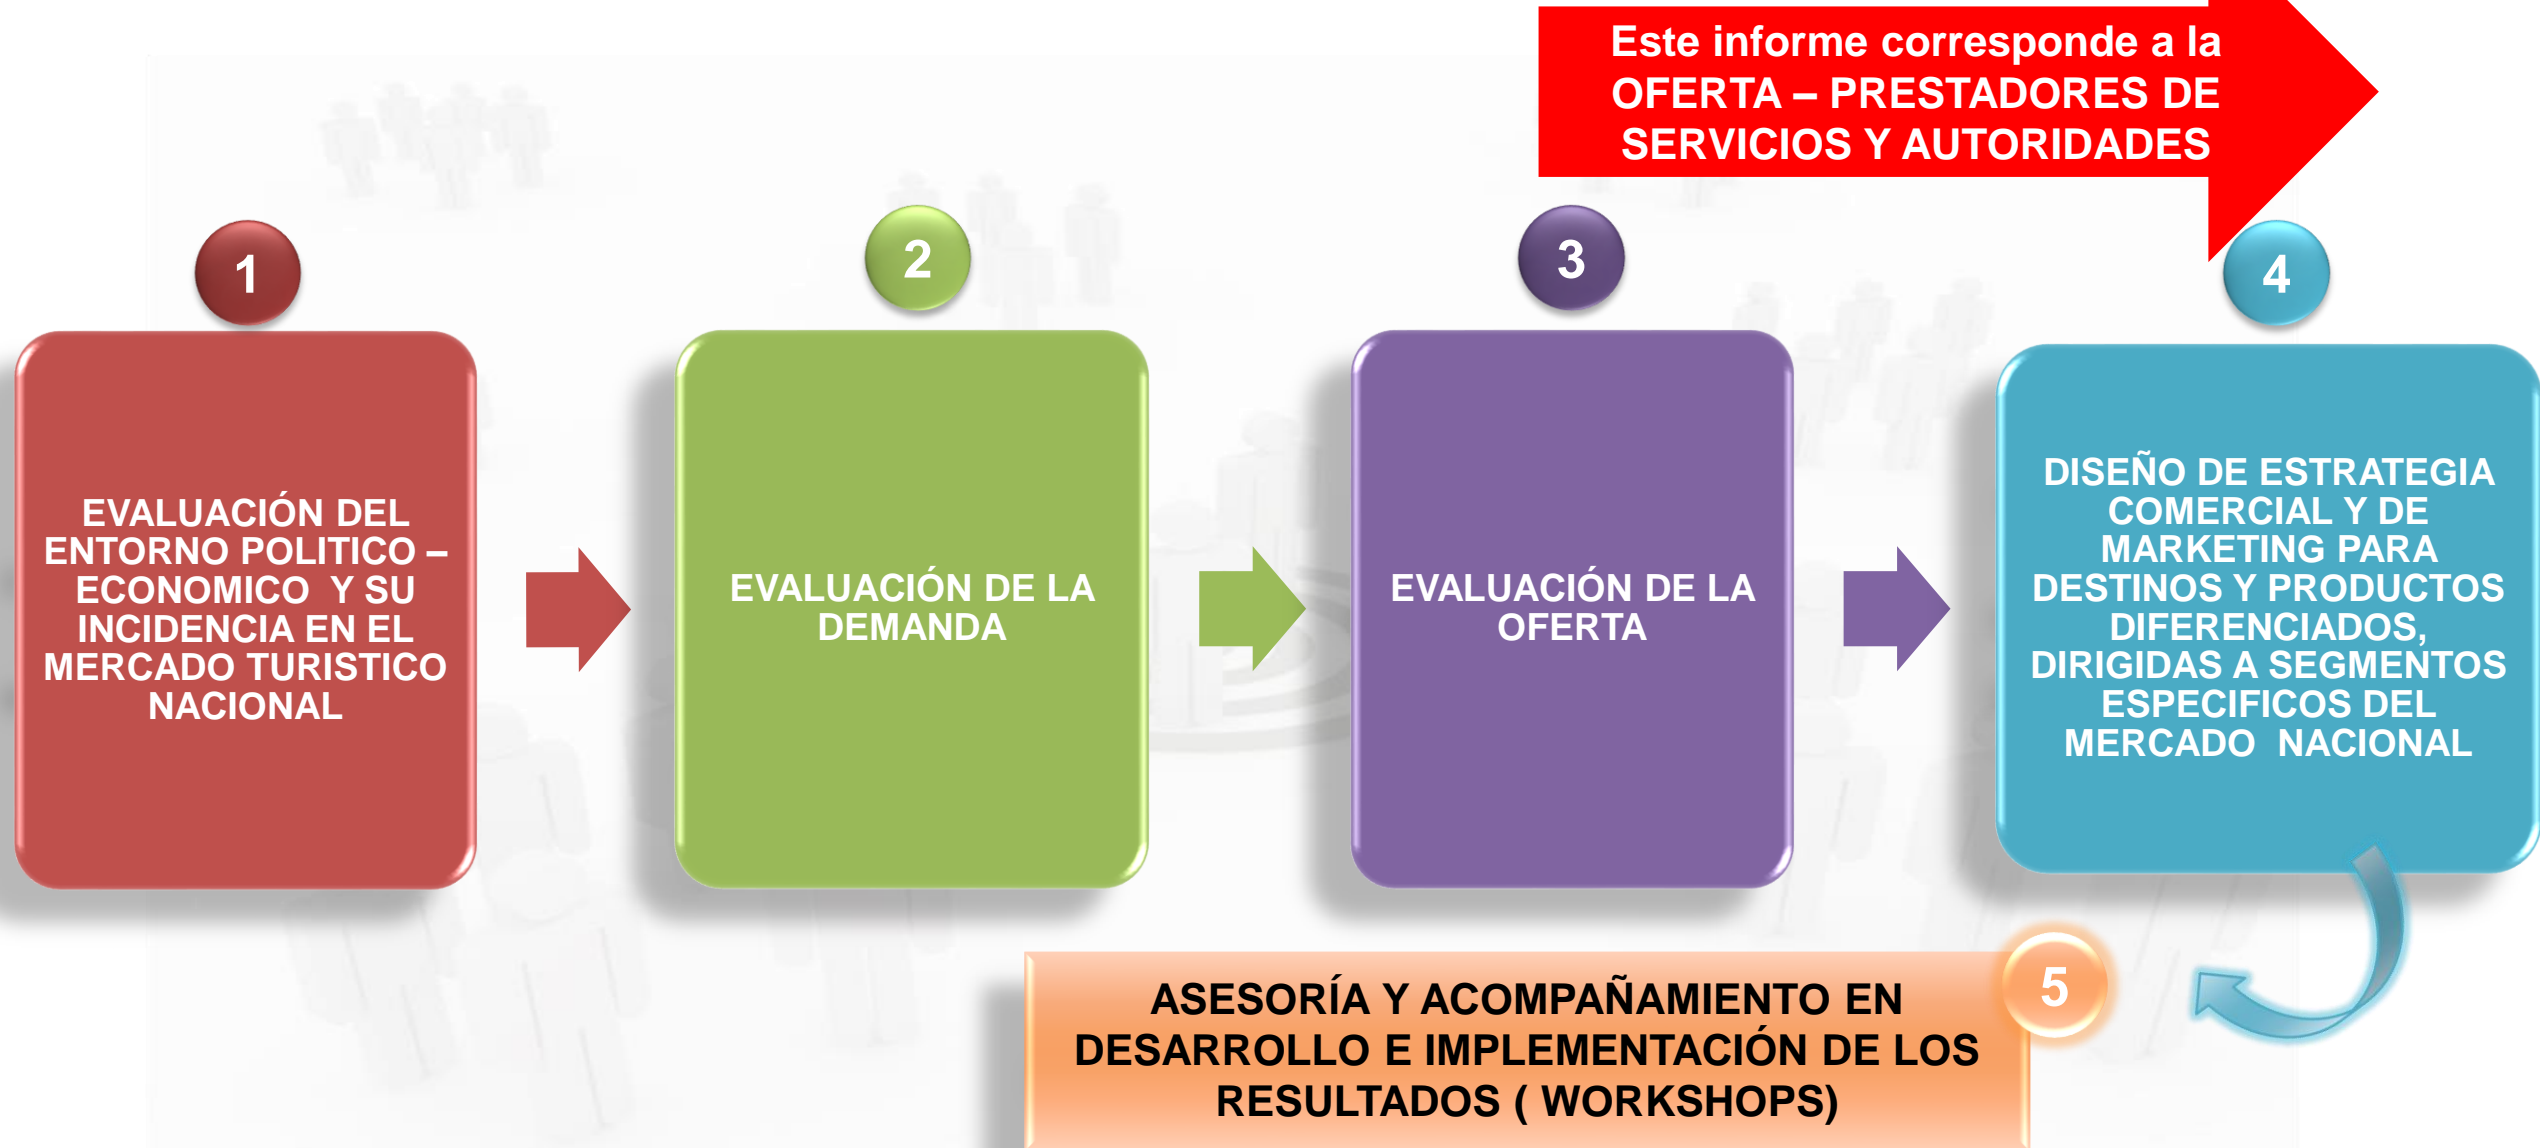 Este informe corresponde a la
OFERTA – PRESTADORES DE
SERVICIOS Y AUTORIDADES
1
EVALUACIÓN DEL
ENTORNO POLITICO –
ECONOMICO Y SU
INCIDENCIA EN EL
MERCADO TURISTICO
NACIONAL
2
EVALUACIÓN DE LA
DEMANDA
3
EVALUACIÓN DE LA
OFERTA
4
DISEÑO DE ESTRATEGIA
COMERCIAL Y DE
MARKETING PARA
DESTINOS Y PRODUCTOS
DIFERENCIADOS,
DIRIGIDAS A SEGMENTOS
ESPECIFICOS DEL
MERCADO NACIONAL
5
ASESORÍA Y ACOMPAÑAMIENTO EN
DESARROLLO E IMPLEMENTACIÓN DE LOS
RESULTADOS ( WORKSHOPS)